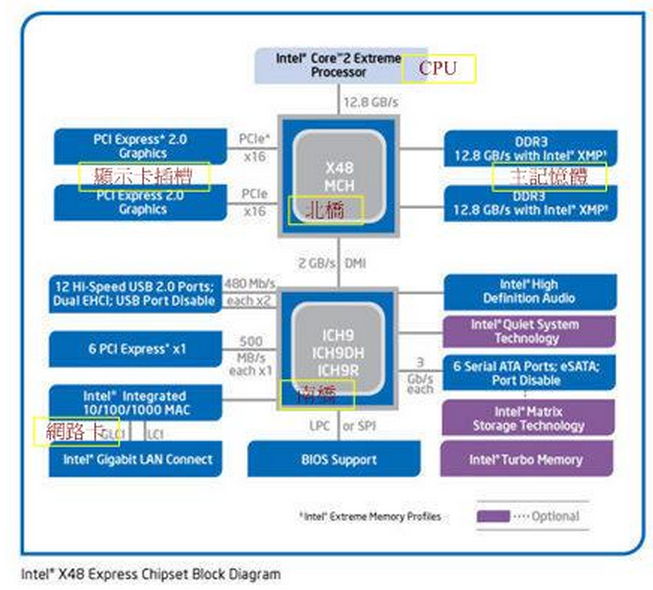 Intel® Core™2 Extreme
Processor
CPU
12.8 GB/s
PCI Express* 2.0
Graphics
PCIe*
x16
DDR3
12.8 GB/s with Intel® XMP¹
顯示卡插槽
X48
MCH
主記憶體
PCI Express 2.0
Graphics
PCIe
x16
北橋
DDR3
12.8 GB/s with Intel® XMP¹
2 GB/s DMI
12 Hi-Speed USB 2.0 Ports;
Dual EHCI; USB Port Disable
480 Mb/s
each x2
Intel® High
Definition Audio
Intel® Quiet System
Technology
6 PCI Express* x1
500
MB/s
each x1
ICH9
ICH9DH
ICH9R
3
Gb/s
each
6 Serial ATA Ports; eSATA;
Port Disable
Intel® Integrated
10/100/1000 MAC
南橋
Intel® Matrix
Storage Technology
網路卡
GLCI
LCI
LPC or SPI
Intel® Gigabit LAN Connect
BIOS Support
Intel® Turbo Memory
¹Intel® Extreme Memory Profiles
Optional
Intel® X48 Express Chipset Block Diagram